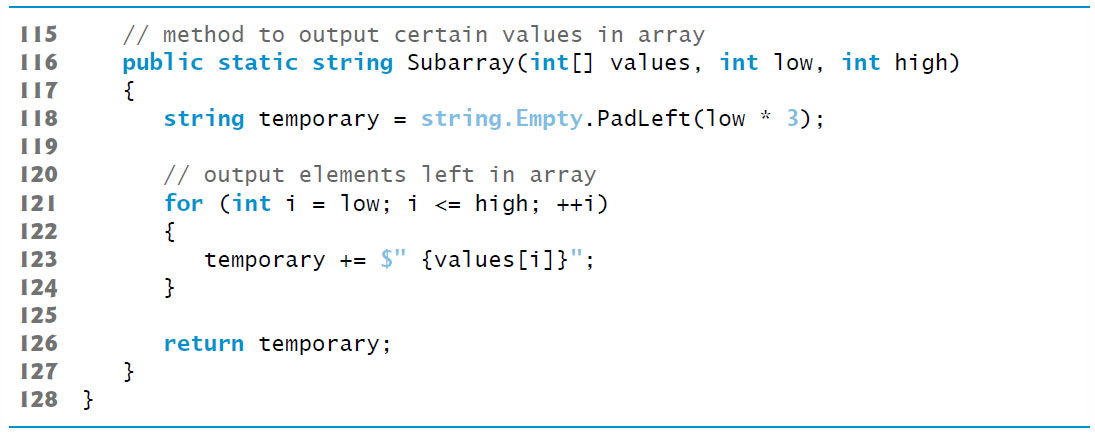 115 // method to output certain values in array
116 public static string Subarray(int[] values, int low, int high)
117 {
118 string temporary = string.Empty.PadLeft(low * 3);
119
120 // output elements left in array
121 for (int i = low; i <= high; ++i)
122 {
123 temporary += $" {values[i]}";
124 }
125
126 return temporary;
127 }
128 }